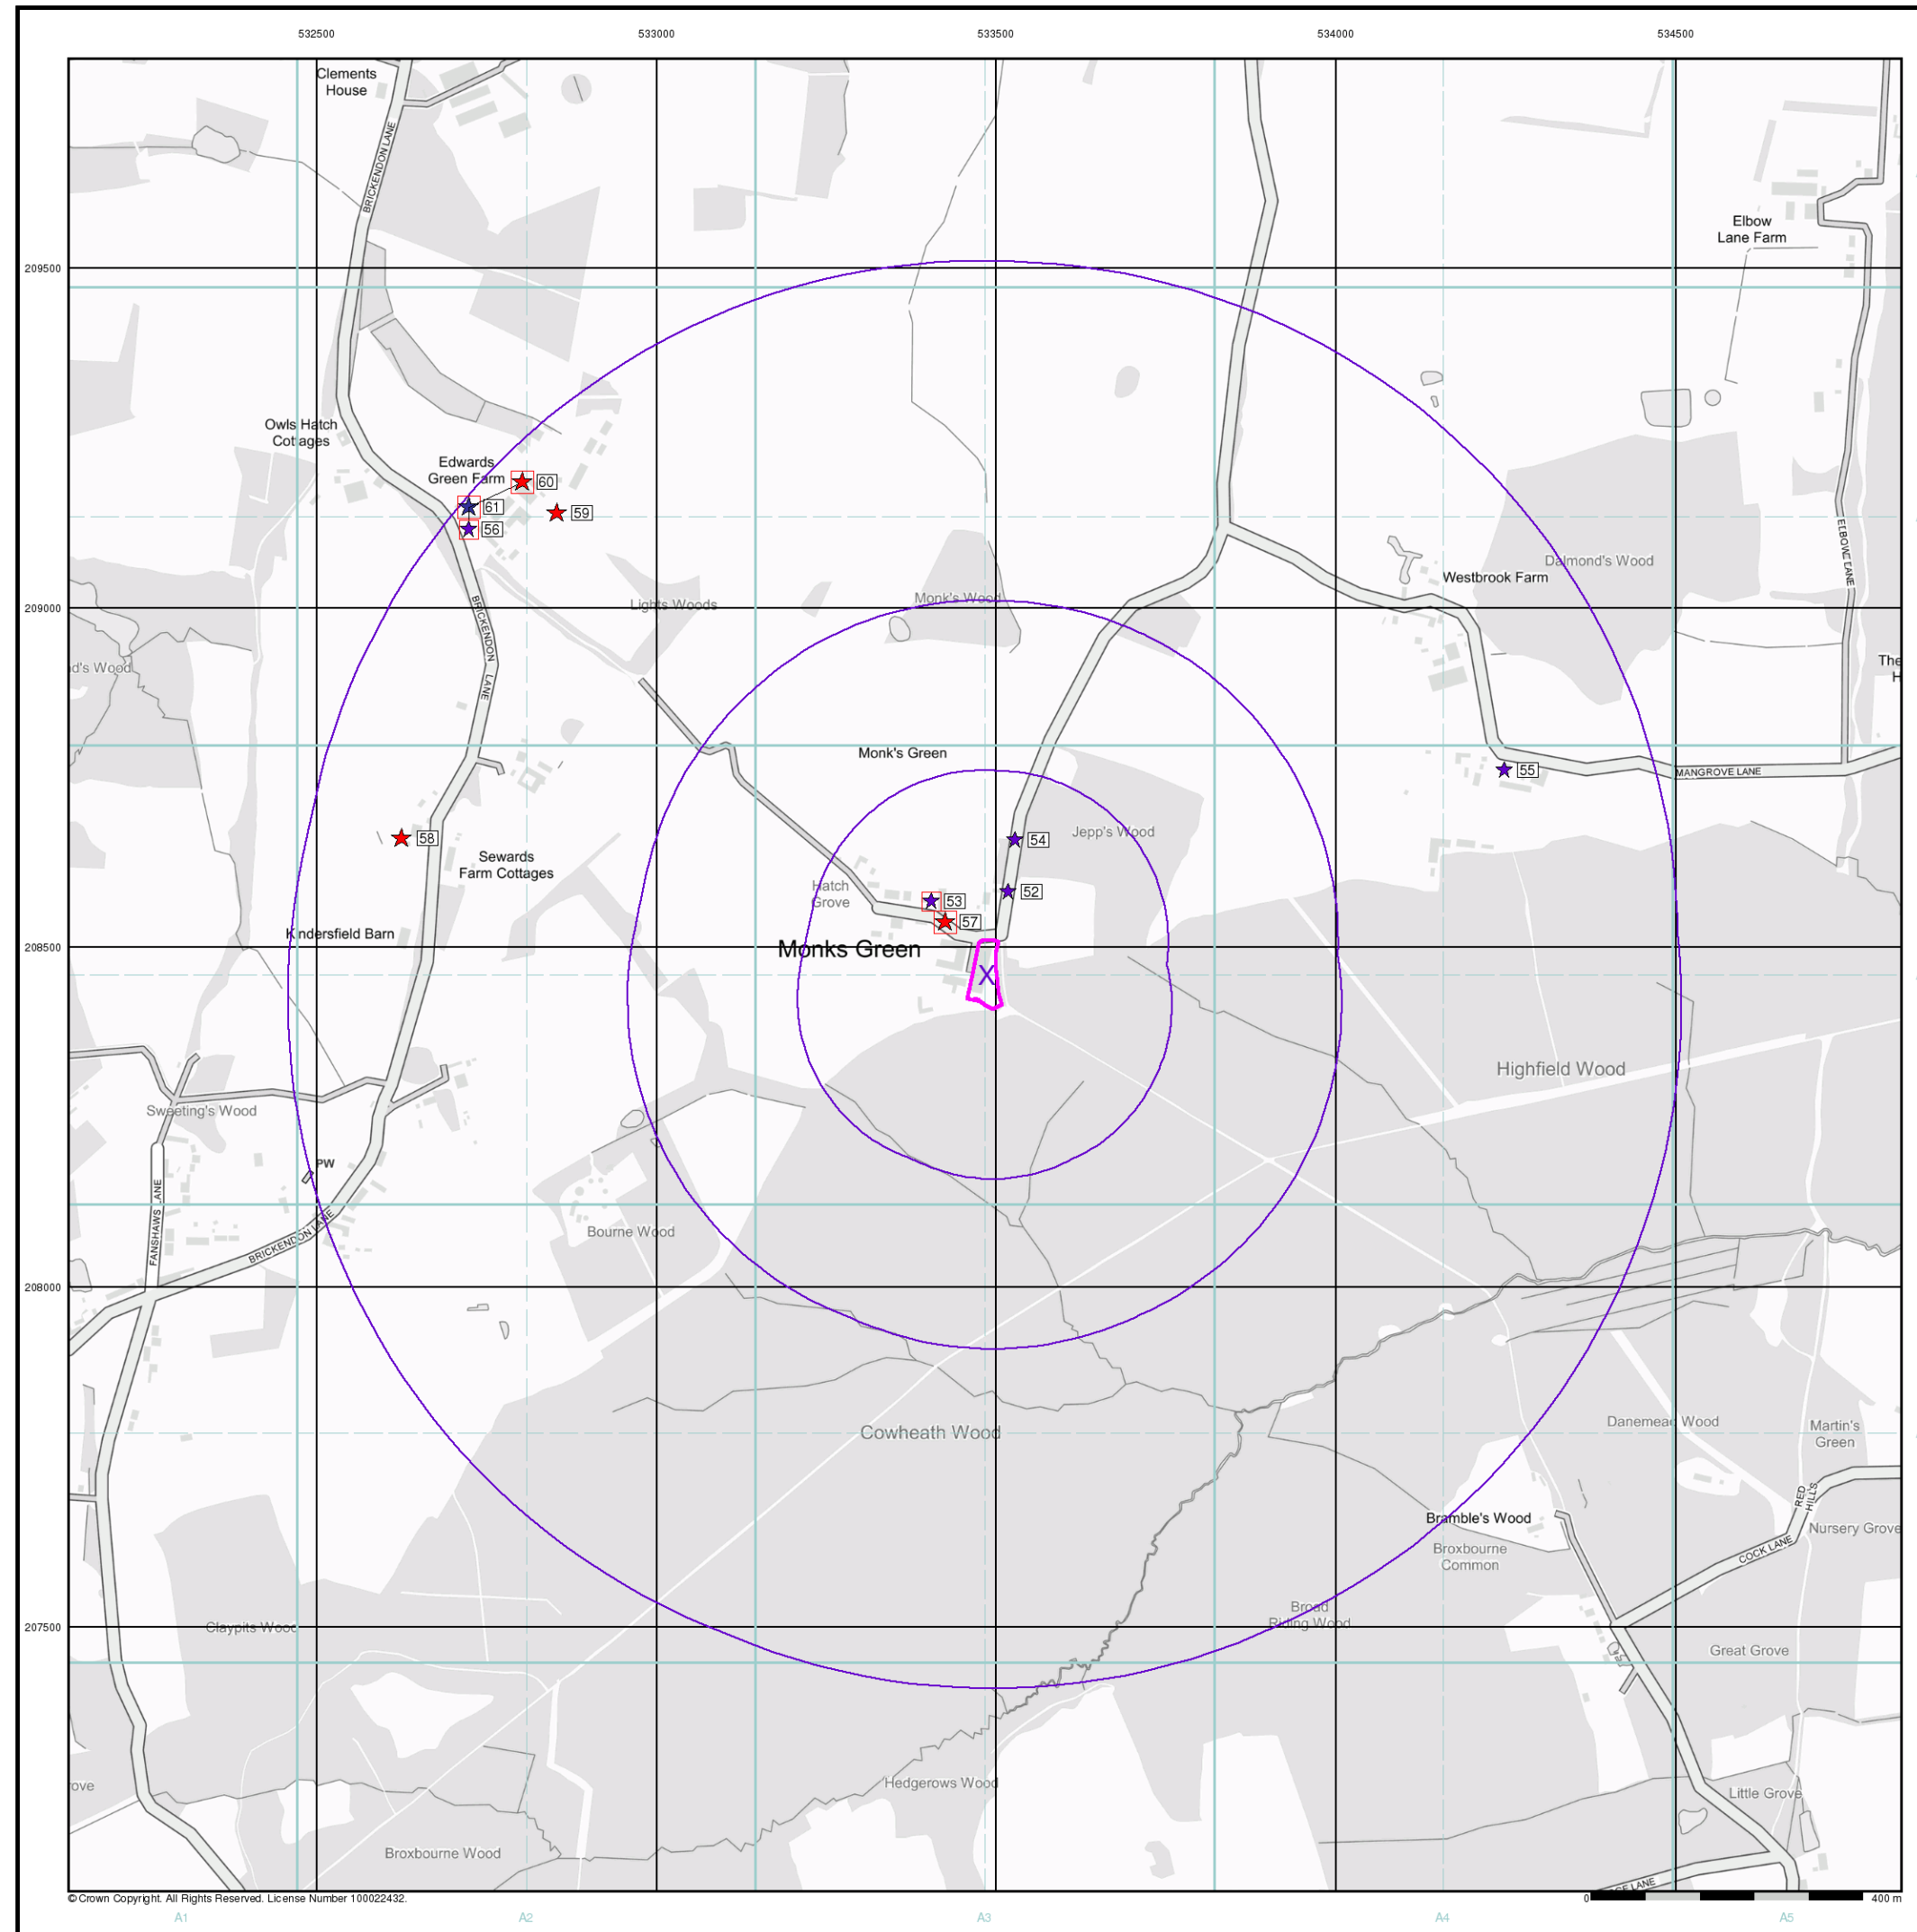 532500
533000
533500
534000
534500
Clements
House
BRICKENDON LANE
Elbow
Lane Farm
209500
Owls Hatch
Cottages
Edwards
Green Farm
60
61
59
56
ELBOW LANE
Dalmond's Wood
Westbrook Farm
Monk's Wood
Lights Woods
209000
BRICKENDON
LANE
d's Wood
The
H
Monk's Green
55
MANGROVE LANE
Jepp's Wood
58
54
Sewards
Farm Cottages
Hatch
Grove
52
53
57
Kindersfield Barn
208500
Monks Green
X
Highfield Wood
Sweeting's Wood
PW
FANSHAWS LANE
BRICKENDON LANE
Bourne Wood
208000
Cowheath Wood
Danemead Wood
Martin's
Green
RED
HILLS
Bramble's Wood
Nursery Grove
Broxbourne
Common
COCK LANE
Broad
Riding Wood
207500
Claypits Wood
Great Grove
Hedgerows Wood
ove
Little Grove
Broxbourne Wood
GE LANE
© Crown Copyright. All Rights Reserved. License Number 100022432.
0
400 m
A1
A2
A3
A4
A5